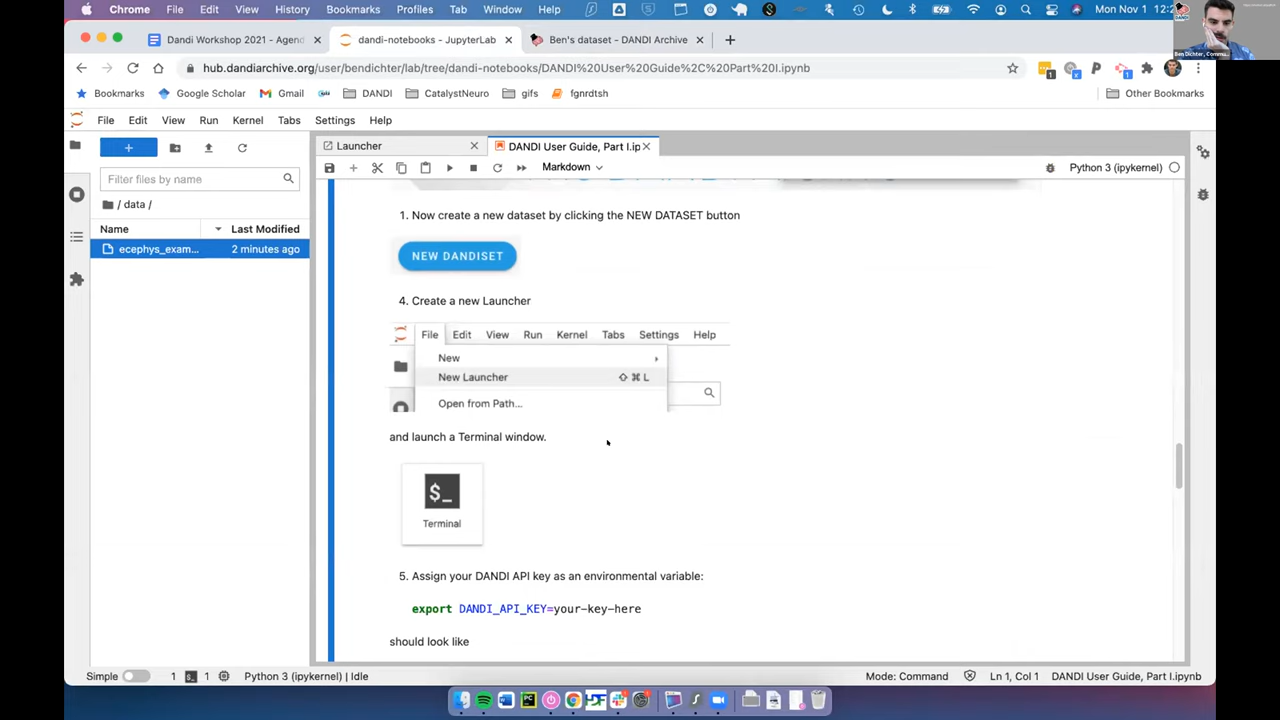 Chrome File Edit View History Bookmarks Profiles Tab Window Help
Mon Nov 1
Dandi Workshop 2021 - Agend
dandi-notebooks - JupyterLab
Ben's dataset - DANDI Archive
hub.dandiarchive.org/user/bendichter/lab/tree/dandi-notebooks/DANDI%20User%20Guide%2C%20Part%20I.ipynb
Bookmarks Google Scholar Gmail DANDI CatalystNeuro gifs fgnrdtsh Other Bookmarks
File Edit View Run Kernel Tabs Settings Help
Launcher
DANDI User Guide, Part I.ip
Markdown
Python 3 (ipykernel)
Filter files by name
/ data /
Name Last Modified
ecephys_exam... 2 minutes ago
1. Now create a new dataset by clicking the NEW DATASET button
NEW DANDISET
4. Create a new Launcher
File Edit View Run Kernel Tabs Settings Help
New
New Launcher ⇧ ⌘ L
Open from Path...
and launch a Terminal window.
$_
Terminal
5. Assign your DANDI API key as an environmental variable:
export DANDI_API_KEY=your-key-here
should look like
Simple 1 1 Python 3 (ipykernel) | Idle
Mode: Command Ln 1, Col 1 DANDI User Guide, Part I.ipynb